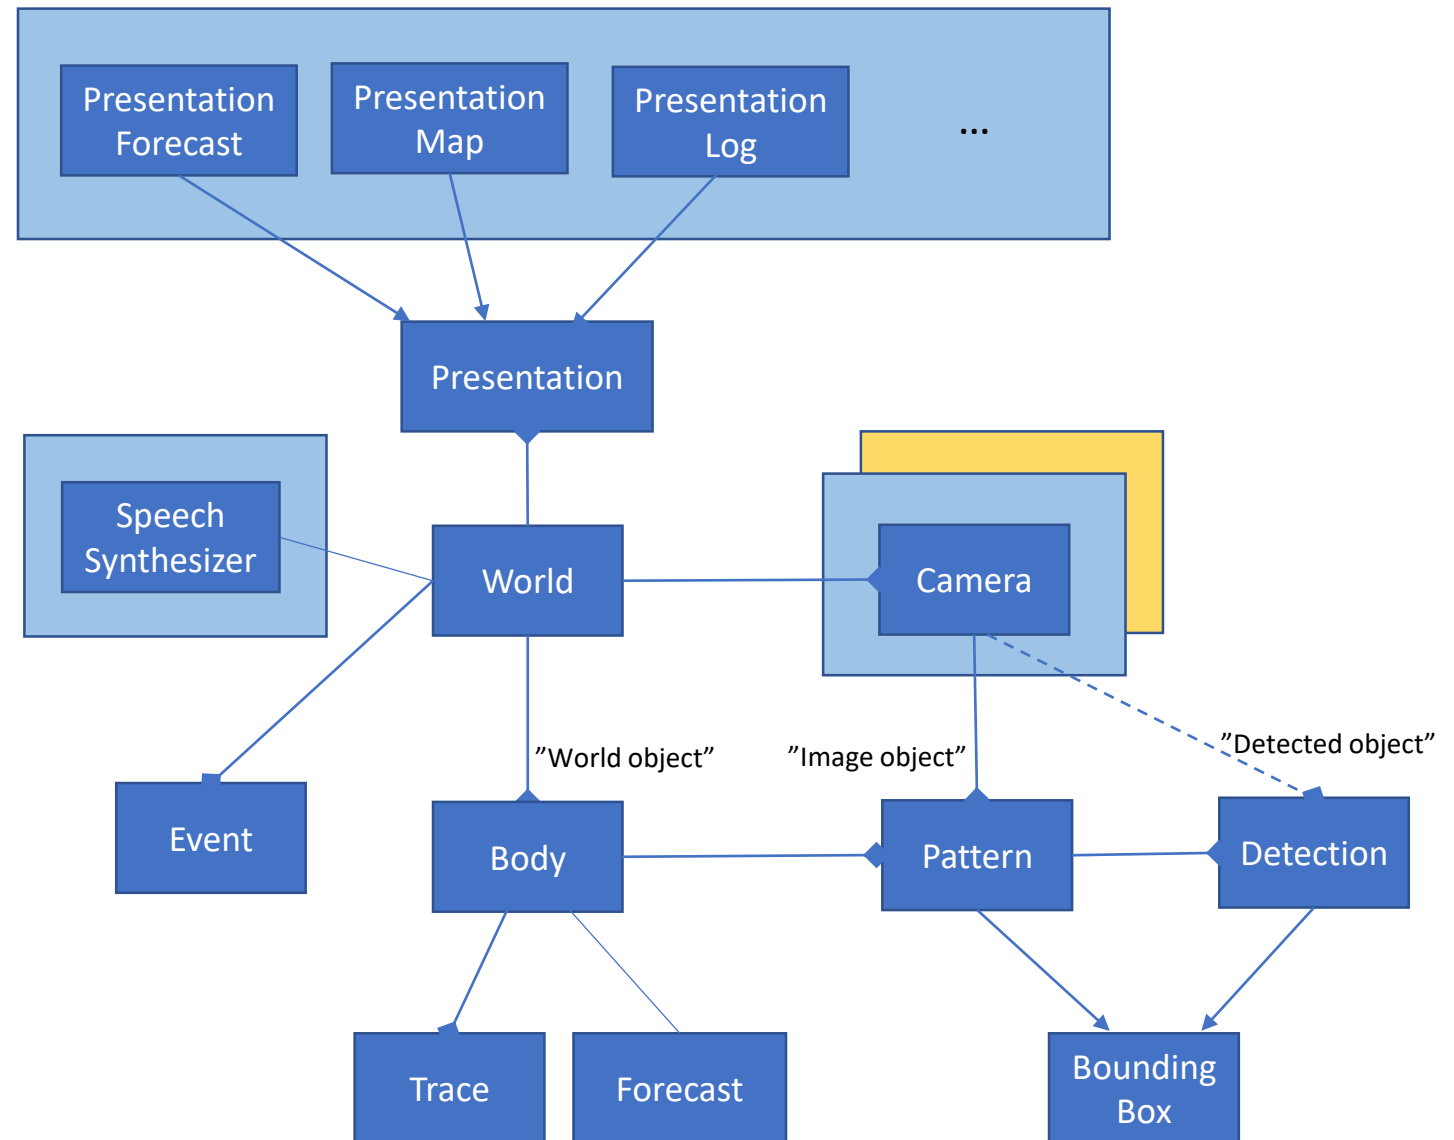 Presentation
Forecast
Presentation
Map
Presentation
Log
...
Presentation
Speech
Synthesizer
World
Camera
”World object”
”Image object”
”Detected object”
Event
Body
Pattern
Detection
Trace
Forecast
Bounding
Box